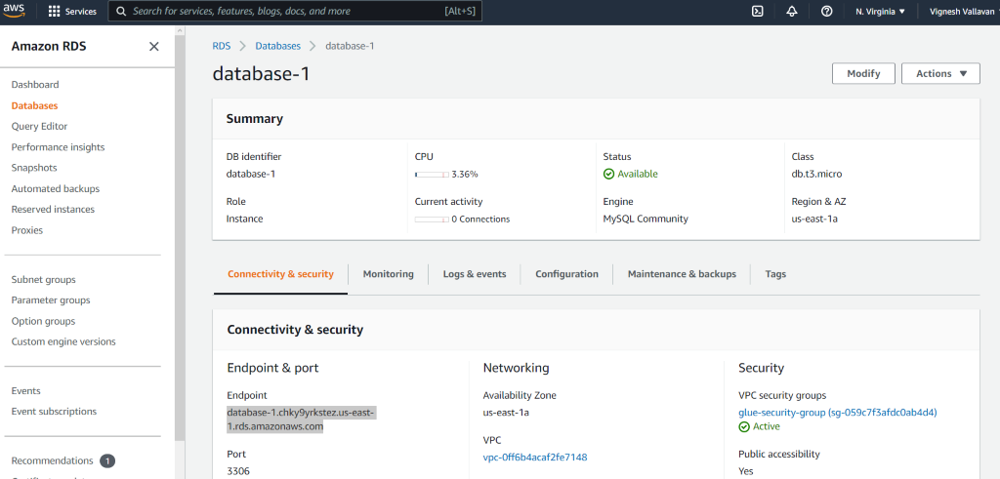 aws
Services
Search for services, features, blogs, docs, and more
[Alt+S]
N. Virginia ▼
Vignesh Vallavan
Amazon RDS
Dashboard
Databases
Query Editor
Performance insights
Snapshots
Automated backups
Reserved instances
Proxies
Subnet groups
Parameter groups
Option groups
Custom engine versions
Events
Event subscriptions
Recommendations 1
RDS > Databases > database-1
database-1
Modify
Actions ▼
Summary
DB identifier
database-1
CPU
3.36%
Status
Available
Class
db.t3.micro
Role
Instance
Current activity
0 Connections
Engine
MySQL Community
Region & AZ
us-east-1a
Connectivity & security
Monitoring
Logs & events
Configuration
Maintenance & backups
Tags
Connectivity & security
Endpoint & port
Endpoint
database-1.chky9yrkstez.us-east-
1.rds.amazonaws.com
Port
3306
Networking
Availability Zone
us-east-1a
VPC
vpc-0ff6b4acaf2fe7148
Security
VPC security groups
glue-security-group (sg-059c7f3afdc0ab4d4)
Active
Public accessibility
Yes